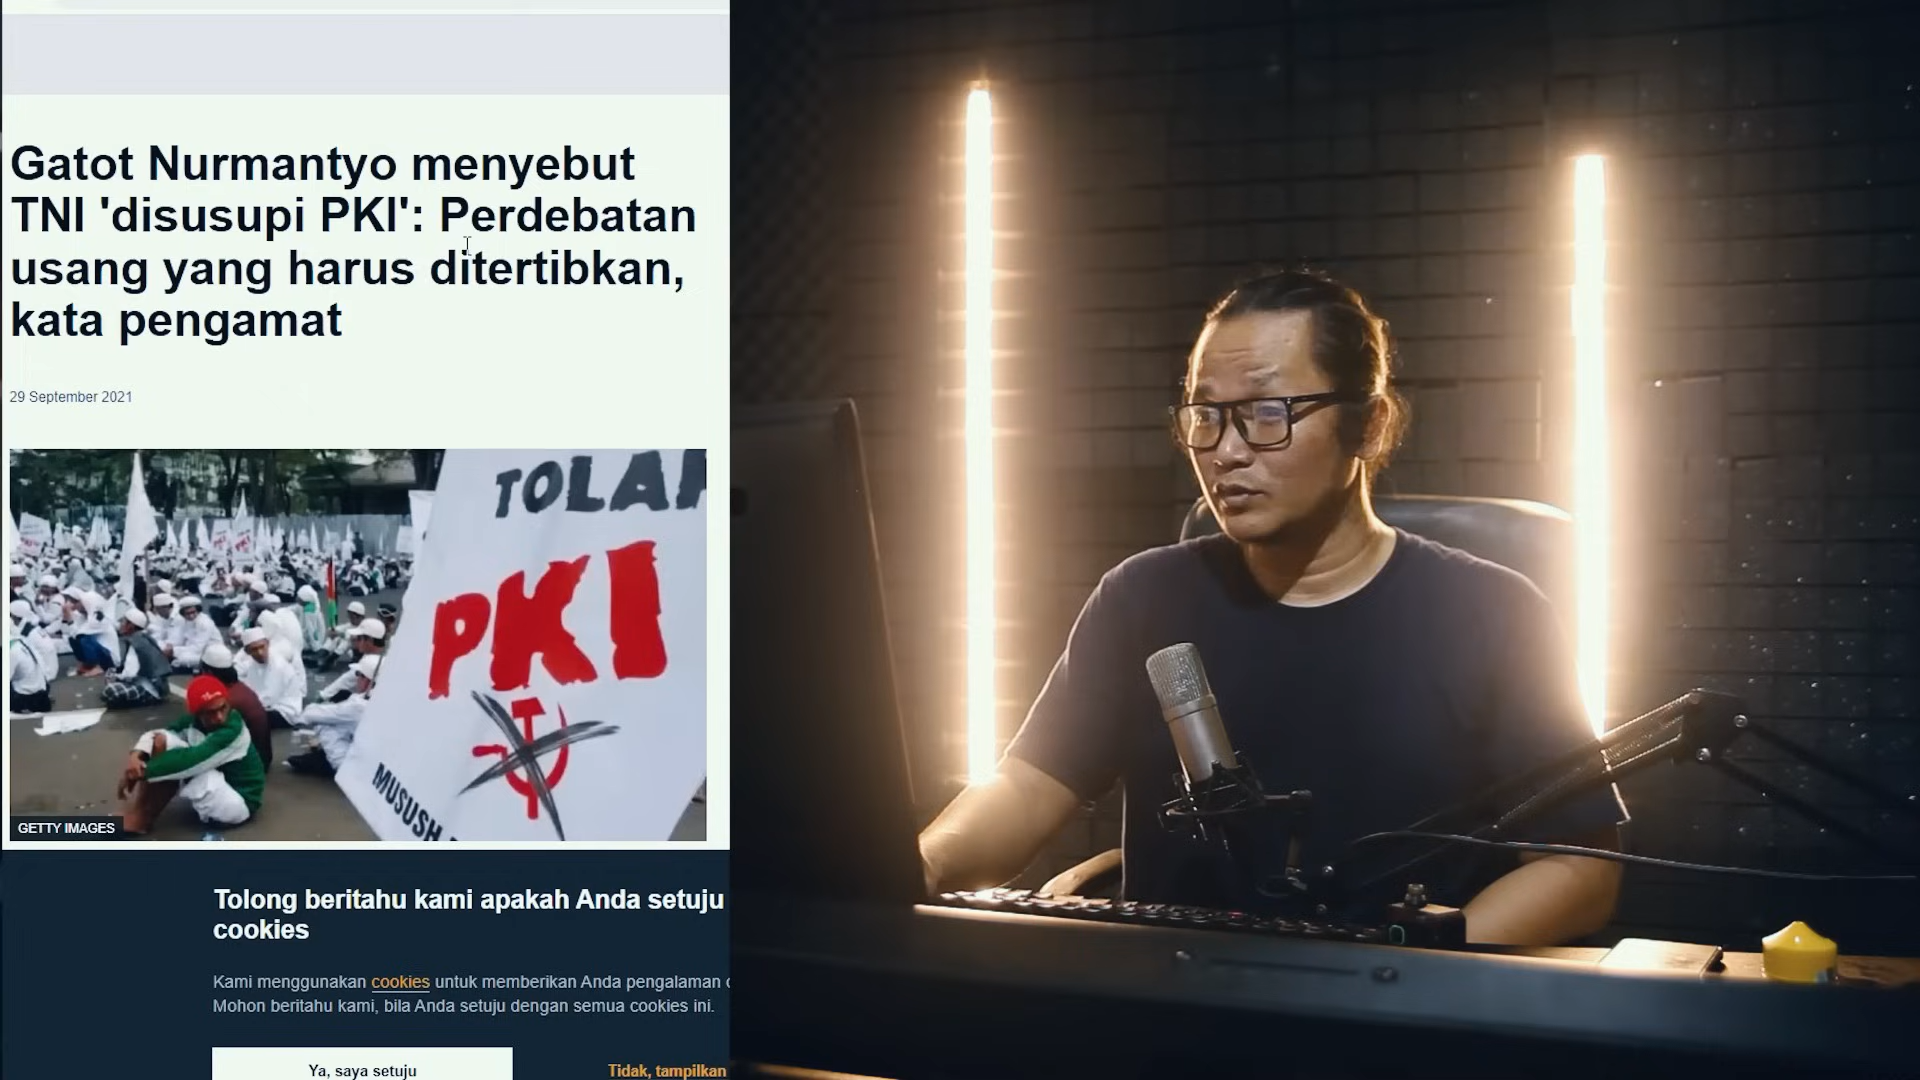 Gatot Nurmantyo menyebut
TNI 'disusupi PKI': Perdebatan
usang yang harus ditertibkan,
kata pengamat
29 September 2021
TOLA
PKI
MUSUSH
GETTY IMAGES
Tolong beritahu kami apakah Anda setuju
cookies
Kami menggunakan cookies untuk memberikan Anda pengalaman
Mohon beritahu kami, bila Anda setuju dengan semua cookies ini.
Ya, saya setuju
Tidak, tampilkan